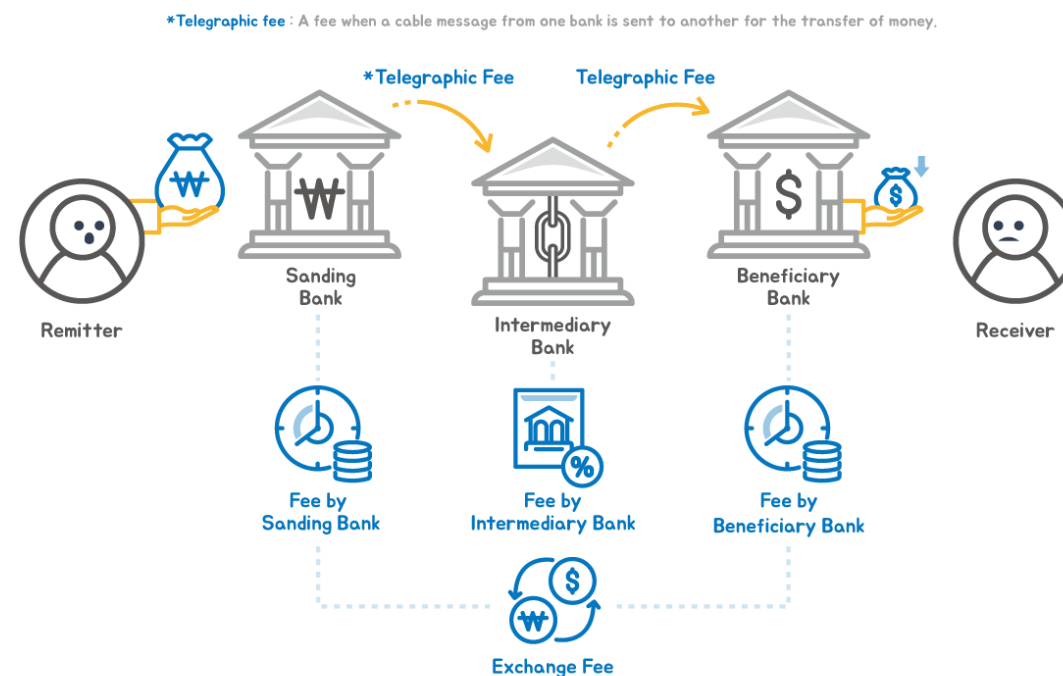 *Telegraphic fee : A fee when a cable message from one bank is sent to another for the transfer of money.
*Telegraphic Fee
Telegraphic Fee
₩
₩
$
$
Sanding
Bank
Intermediary
Bank
Beneficiary
Bank
Remitter
Receiver
%
Fee by
Sanding Bank
Fee by
Intermediary Bank
Fee by
Beneficiary Bank
$
₩
Exchange Fee